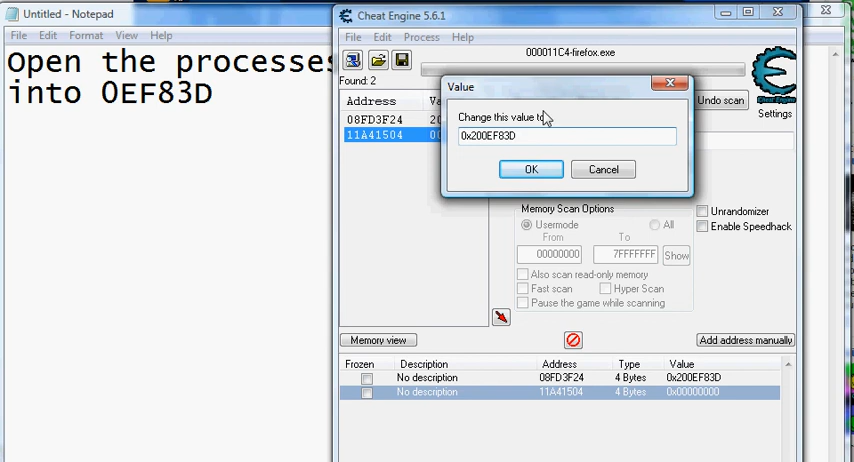 Untitled - Notepad
File Edit Format View Help
Open the processes
into 0EF83D
Cheat Engine 5.6.1
File Edit Process Help
000011C4-firefox.exe
Found: 2
Address
08FD3F24 20
11A41504 00
Undo scan
Cheat Engine
Settings
Value
Change this value to
0x200EF83D
OK Cancel
Memory Scan Options
Usermode All
From To
00000000 7FFFFFFF Show
Also scan read-only memory
Fast scan Hyper Scan
Pause the game while scanning
Unrandomizer
Enable Speedhack
Memory view Add address manually
Frozen Description Address Type Value
No description 08FD3F24 4 Bytes 0x200EF83D
No description 11A41504 4 Bytes 0x00000000